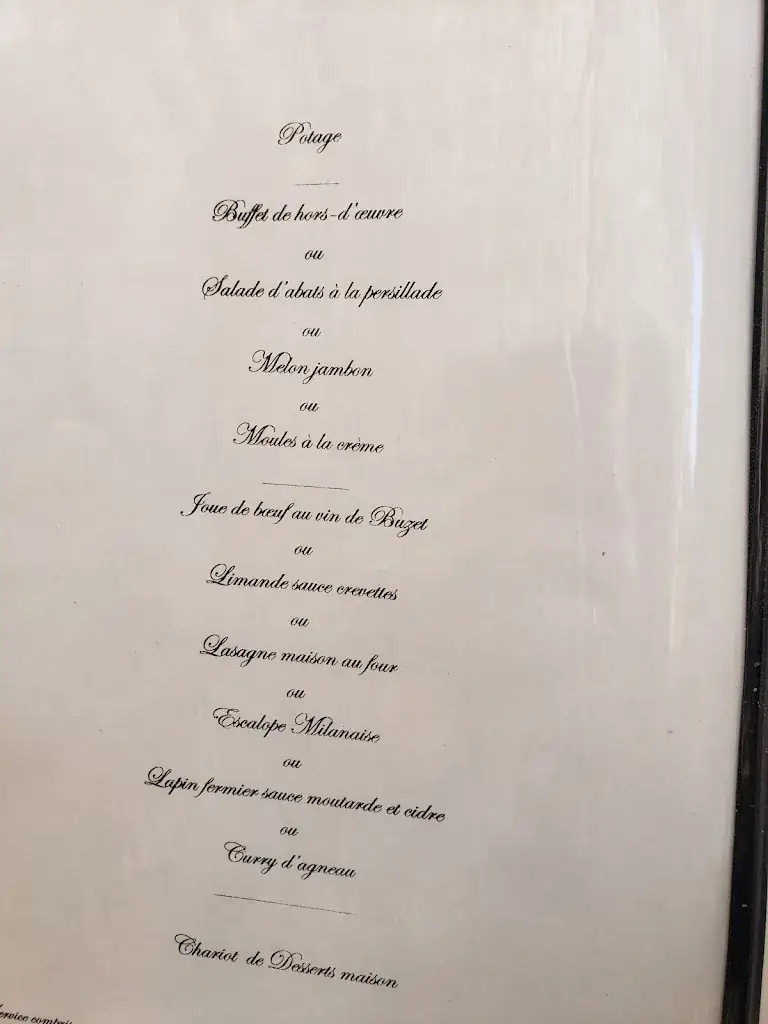 Potage
Buffet de hors-d'œuvre
ou
Salade d'abats à la persillade
ou
Melon jambon
ou
Moules à la crème
Joue de bœuf au vin de Buzet
ou
Limande sauce crevettes
ou
Lasagne maison au four
ou
Escalope Milanaise
ou
Lapin fermier sauce moutarde et cidre
ou
Curry d'agneau
Chariot de Desserts maison